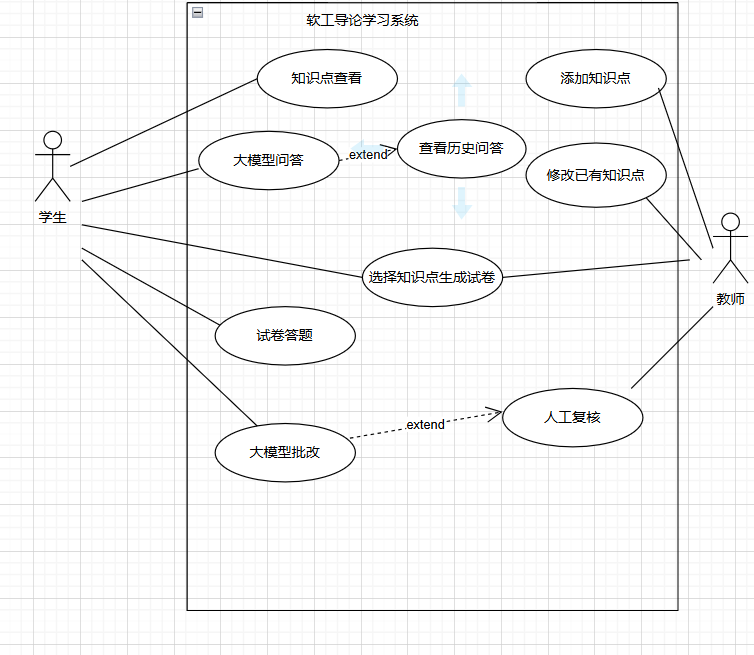 软工导论学习系统
知识点查看
添加知识点
大模型问答
extend
查看历史问答
修改已有知识点
学生
选择知识点生成试卷
教师
试卷答题
大模型批改
extend
人工复核